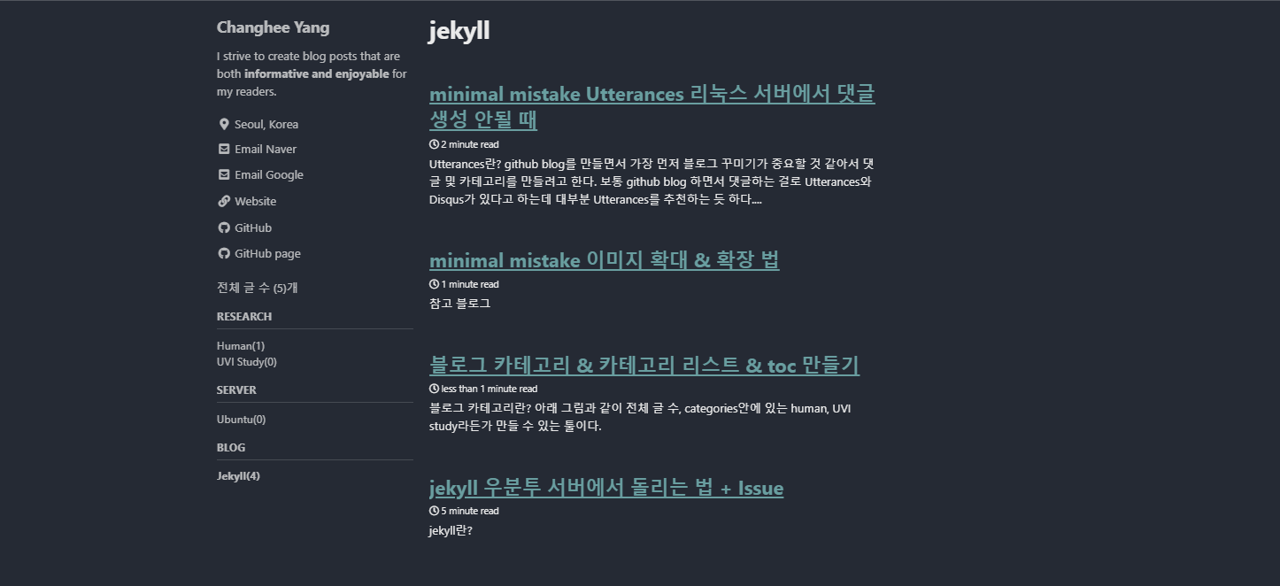 Changhee Yang
I strive to create blog posts that are
both informative and enjoyable for
my readers.
Seoul, Korea
Email Naver
Email Google
Website
GitHub
GitHub page
전체 글 수 (5)개
RESEARCH
Human(1)
UVI Study(0)
SERVER
Ubuntu(0)
BLOG
Jekyll(4)
jekyll
minimal mistake Utterances 리눅스 서버에서 댓글
생성 안될 때
2 minute read
Utterances란? github blog를 만들면서 가장 먼저 블로그 꾸미기가 중요할 것 같아서 댓
글 및 카테고리를 만들려고 한다. 보통 github blog 하면서 댓글하는 걸로 Utterances와
Disqus가 있다고 하는데 대부분 Utterances를 추천하는 듯 하다....
minimal mistake 이미지 확대 & 확장 법
1 minute read
참고 블로그
블로그 카테고리 & 카테고리 리스트 & toc 만들기
less than 1 minute read
블로그 카테고리란? 아래 그림과 같이 전체 글 수, categories안에 있는 human, UVI
study라든가 만들 수 있는 툴이다.
jekyll 우분투 서버에서 돌리는 법 + Issue
5 minute read
jekyll란?